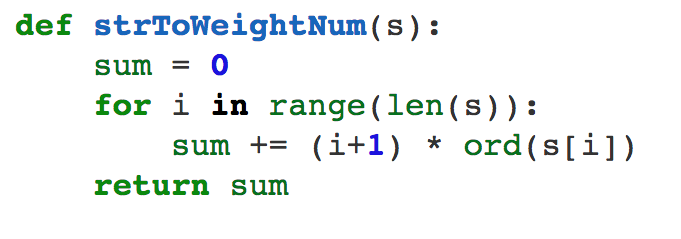 def strToWeightNum(s):
    sum = 0
    for i in range(len(s)):
        sum += (i+1) * ord(s[i])
    return sum